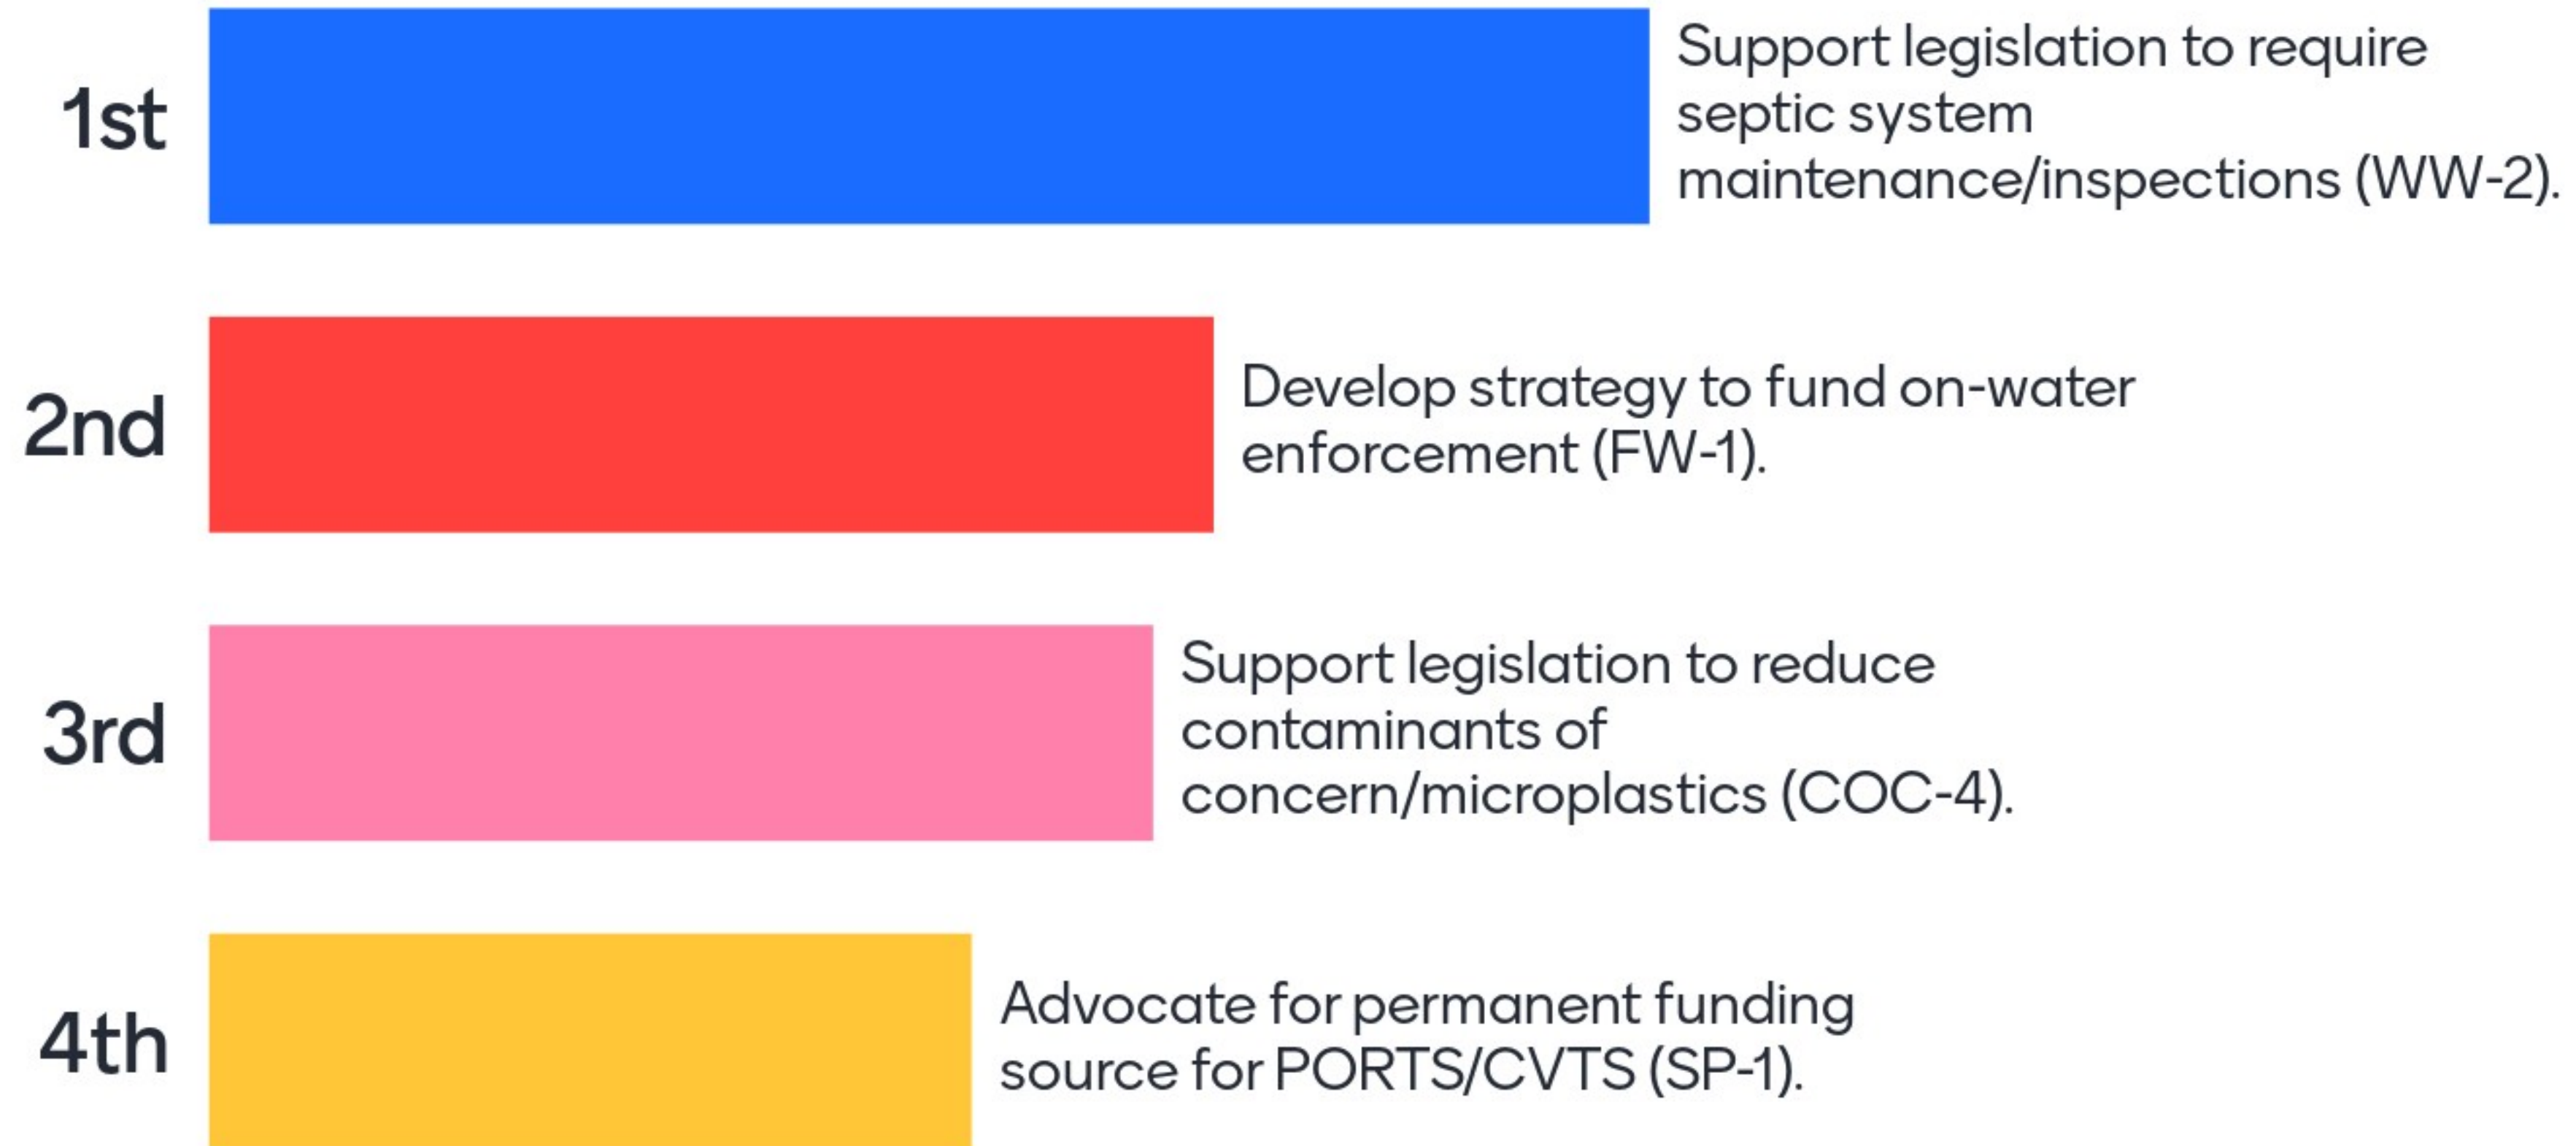 1st
Support legislation to require
septic system
maintenance/inspections (WW-2).
2nd
Develop strategy to fund on-water
enforcement (FW-1).
3rd
Support legislation to reduce
contaminants of
concern/microplastics (COC-4).
4th
Advocate for permanent funding
source for PORTS/CVTS (SP-1).